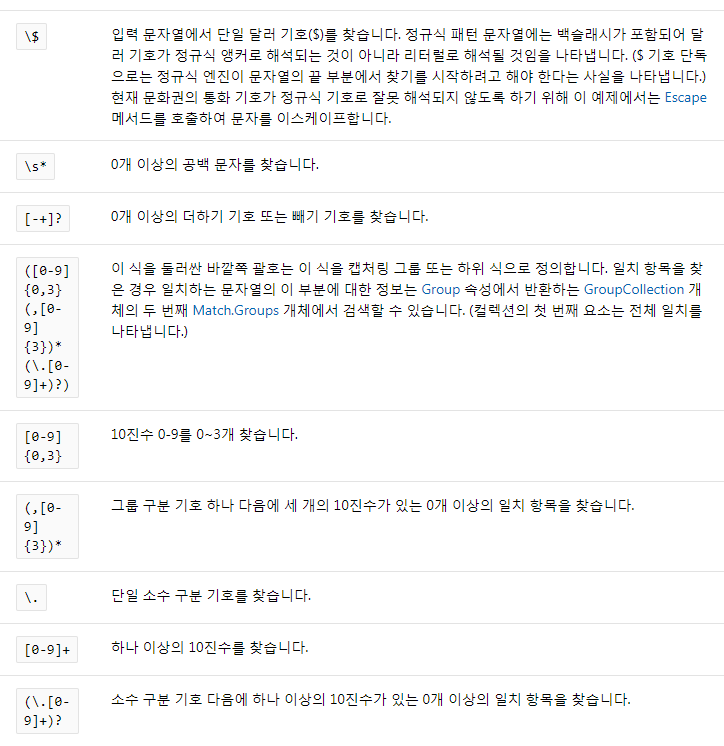 \$
입력 문자열에서 단일 달러 기호($)를 찾습니다. 정규식 패턴 문자열에는 백슬래시가 포함되어 달
러 기호가 정규식 앵커로 해석되는 것이 아니라 리터럴로 해석될 것임을 나타냅니다. ($ 기호 단독
으로는 정규식 엔진이 문자열의 끝 부분에서 찾기를 시작하려고 해야 한다는 사실을 나타냅니다.)
현재 문화권의 통화 기호가 정규식 기호로 잘못 해석되지 않도록 하기 위해 이 예제에서는 Escape
메서드를 호출하여 문자를 이스케이프합니다.
\s*
0개 이상의 공백 문자를 찾습니다.
[-+]?
0개 이상의 더하기 기호 또는 빼기 기호를 찾습니다.
([0-9]
{0,3}
(,[0-
9]
{3})*
(\.[0-
9]+)?)
이 식을 둘러싼 바깥쪽 괄호는 이 식을 캡처링 그룹 또는 하위 식으로 정의합니다. 일치 항목을 찾
은 경우 일치하는 문자열의 이 부분에 대한 정보는 Group 속성에서 반환하는 GroupCollection 개
체의 두 번째 Match.Groups 개체에서 검색할 수 있습니다. (컬렉션의 첫 번째 요소는 전체 일치를
나타냅니다.)
[0-9]
{0,3}
10진수 0-9를 0~3개 찾습니다.
(,[0-
9]
{3})*
그룹 구분 기호 하나 다음에 세 개의 10진수가 있는 0개 이상의 일치 항목을 찾습니다.
\.
단일 소수 구분 기호를 찾습니다.
[0-9]+
하나 이상의 10진수를 찾습니다.
(\.[0-
9]+)?
소수 구분 기호 다음에 하나 이상의 10진수가 있는 0개 이상의 일치 항목을 찾습니다.